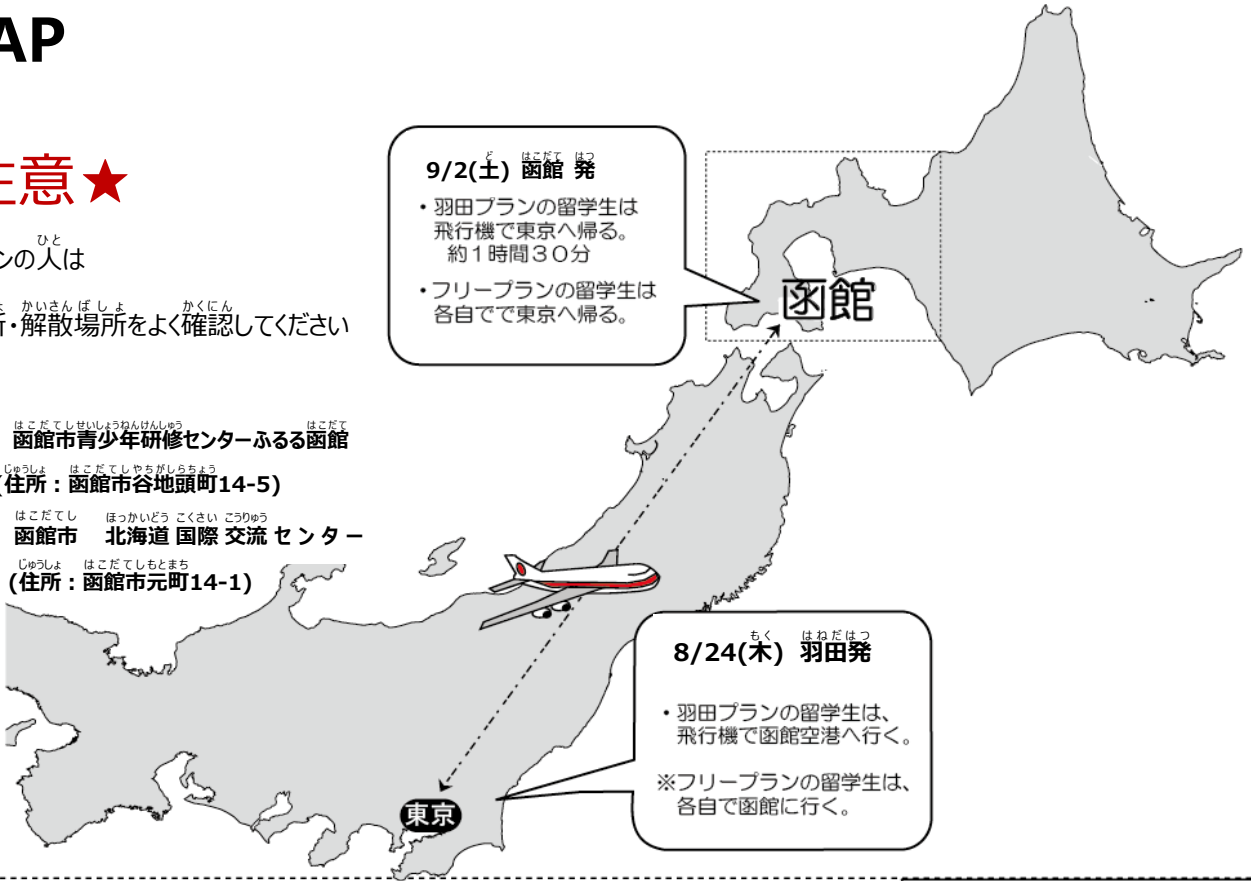 AP
注意★
ンの人は
所・解散場所をよく確認してください
函館市青少年研修センターふるる函館
(住所：函館市谷地頭町14-5)
函館市 北海道 国際 交流 センター
(住所：函館市元町14-1)
9/2(土) 函館 発
・羽田プランの留学生は
飛行機で東京へ帰る。
約１時間３０分
・フリープランの留学生は
各自でで東京へ帰る。
函館
8/24(木) 羽田発
・羽田プランの留学生は、
飛行機で函館空港へ行く。
※フリープランの留学生は、
各自で函館に行く。
東京